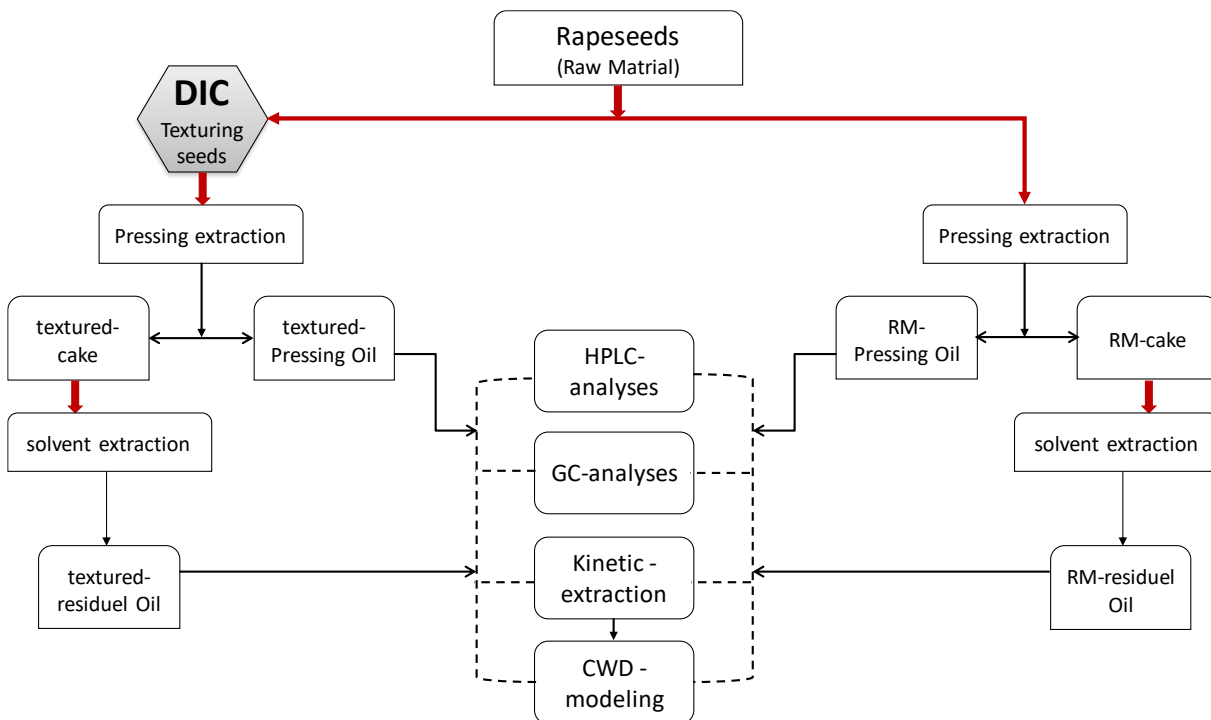 Rapeseeds
(Raw Matrial)
DIC
Texturing
seeds
Pressing extraction
Pressing extraction
textured-
cake
textured-
Pressing Oil
RM-
Pressing Oil
RM-cake
HPLC-
analyses
solvent extraction
solvent extraction
GC-analyses
textured-
residuel Oil
Kinetic -
extraction
RM-residuel
Oil
CWD -
modeling